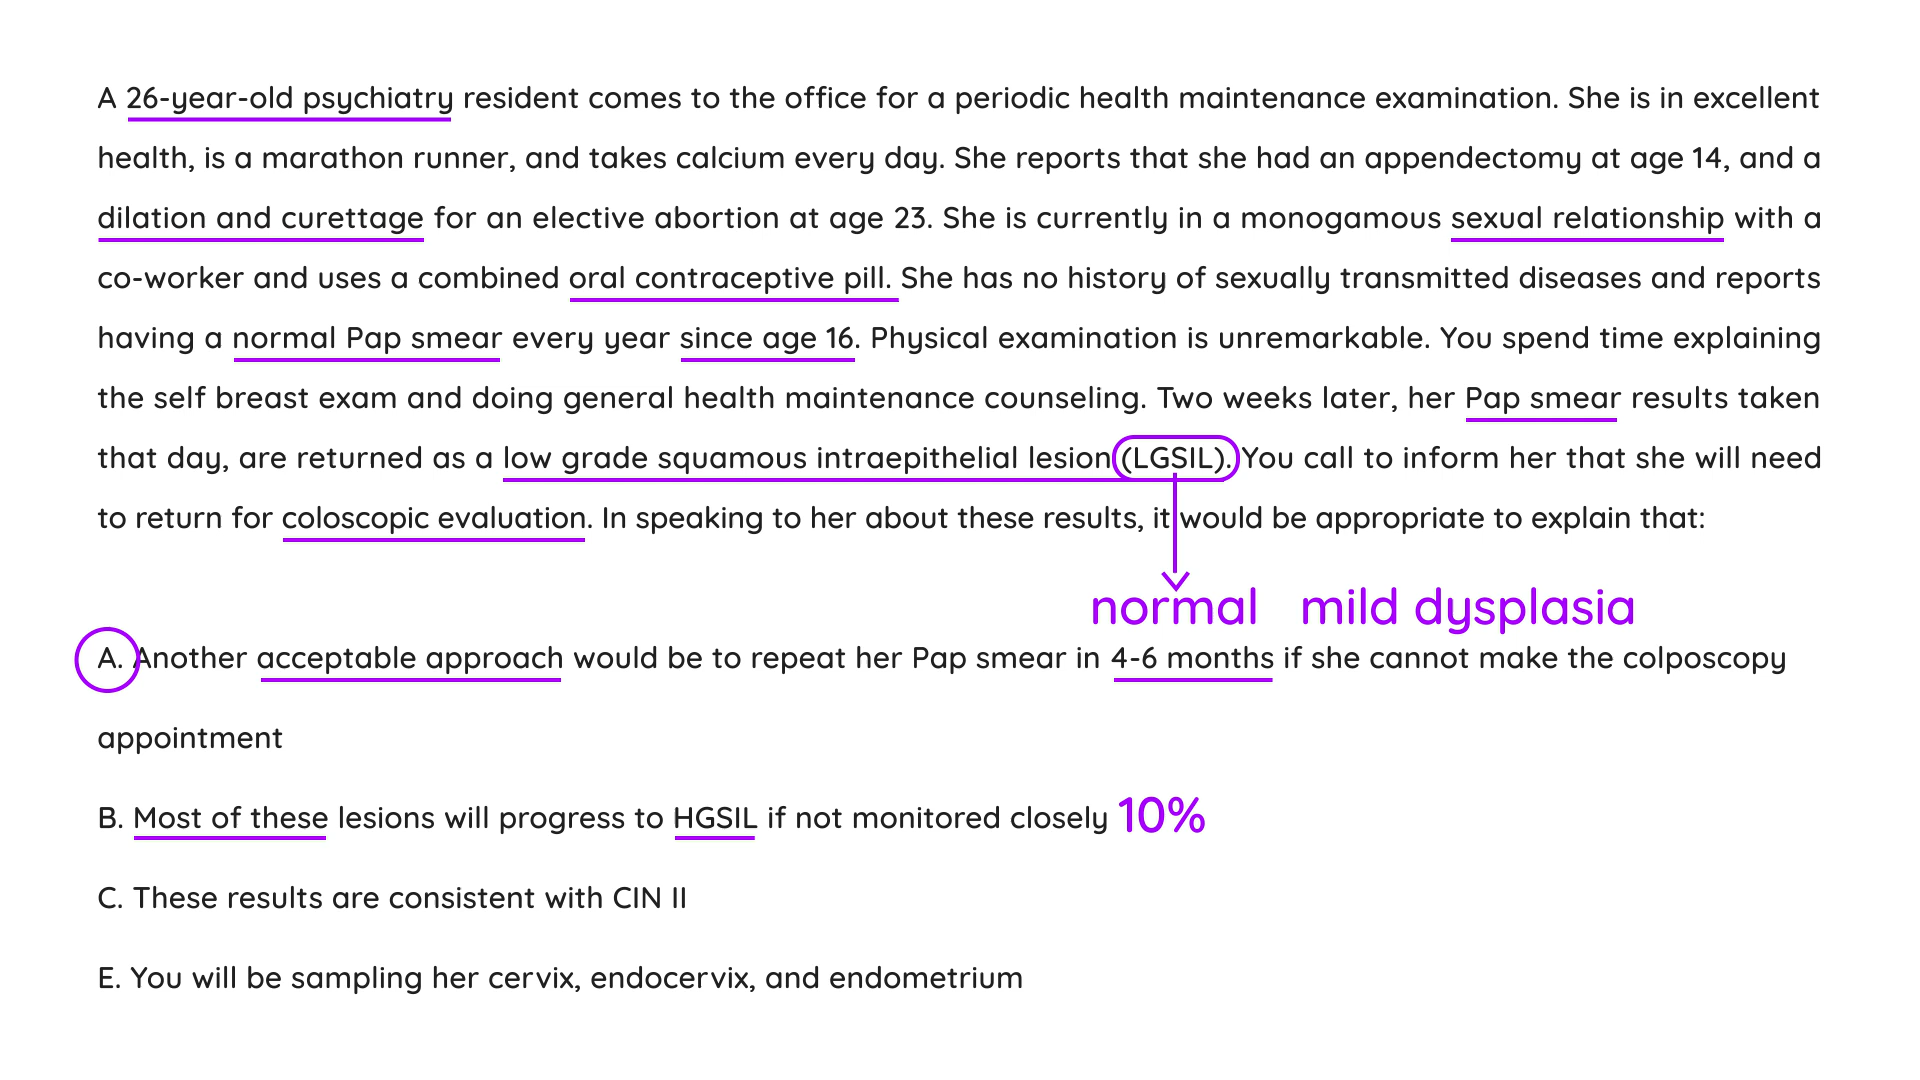 A 26-year-old psychiatry resident comes to the office for a periodic health maintenance examination. She is in excellent
health, is a marathon runner, and takes calcium every day. She reports that she had an appendectomy at age 14, and a
dilation and curettage for an elective abortion at age 23. She is currently in a monogamous sexual relationship with a
co-worker and uses a combined oral contraceptive pill. She has no history of sexually transmitted diseases and reports
having a normal Pap smear every year since age 16. Physical examination is unremarkable. You spend time explaining
the self breast exam and doing general health maintenance counseling. Two weeks later, her Pap smear results taken
that day, are returned as a low grade squamous intraepithelial lesion (LGSIL). You call to inform her that she will need
to return for coloscopic evaluation. In speaking to her about these results, it would be appropriate to explain that:
normal mild dysplasia
A. Another acceptable approach would be to repeat her Pap smear in 4-6 months if she cannot make the colposcopy
appointment
B. Most of these lesions will progress to HGSIL if not monitored closely 10%
C. These results are consistent with CIN II
E. You will be sampling her cervix, endocervix, and endometrium